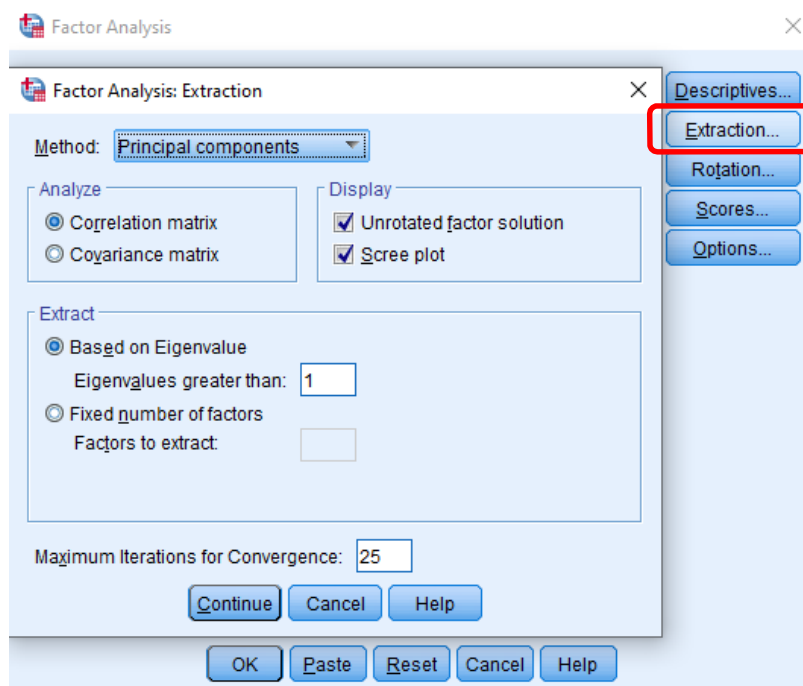 Factor Analysis
Factor Analysis: Extraction
Descriptives...
Extraction...
Rotation...
Scores...
Options...
Method: Principal components
Analyze
Correlation matrix
Covariance matrix
Display
Unrotated factor solution
Scree plot
Extract
Based on Eigenvalue
Eigenvalues greater than: 1
Fixed number of factors
Factors to extract:
Maximum Iterations for Convergence: 25
Continue Cancel Help
OK Paste Reset Cancel Help